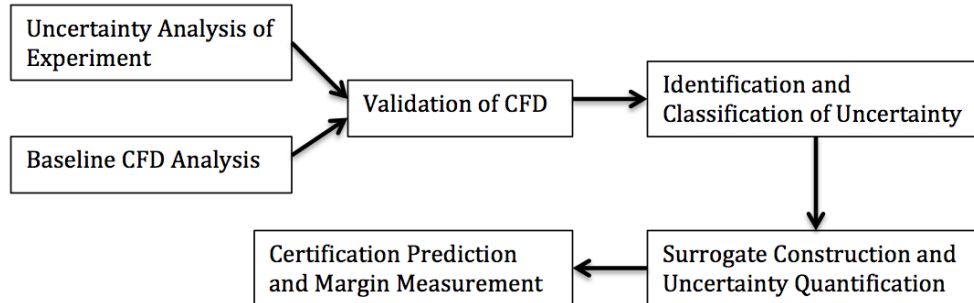 Uncertainty Analysis of
Experiment
Baseline CFD Analysis
Validation of CFD
Identification and
Classification of Uncertainty
Surrogate Construction and
Uncertainty Quantification
Certification Prediction
and Margin Measurement